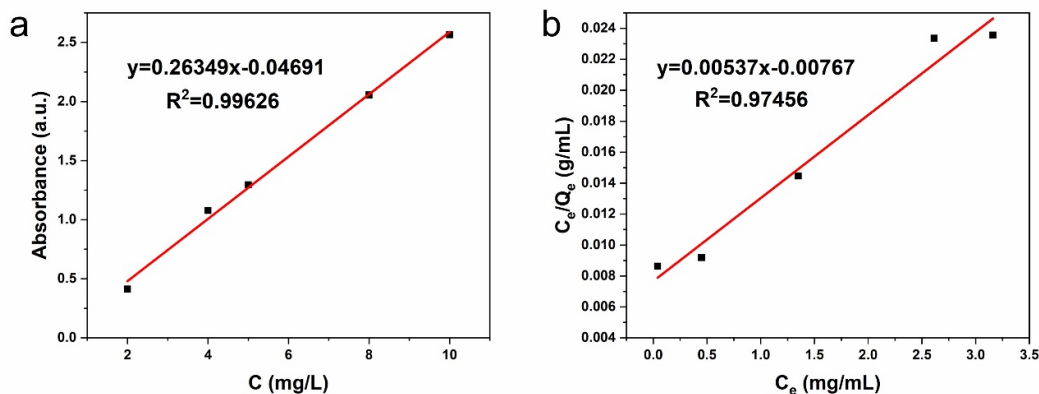 a
y=0.26349x-0.04691
R²=0.99626
Absorbance (a.u.)
2.5
2.0
1.5
1.0
0.5
0.0
2 4 6 8 10
C (mg/L)
b
y=0.00537x-0.00767
R²=0.97456
Cₑ/Qₑ (g/mL)
0.024
0.022
0.020
0.018
0.016
0.014
0.012
0.010
0.008
0.006
0.004
0.0 0.5 1.0 1.5 2.0 2.5 3.0 3.5
Cₑ (mg/mL)